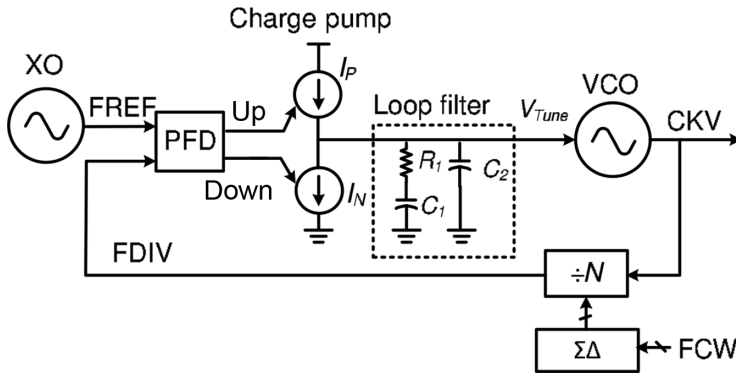 Charge pump
XO
I_P
VCO
FREF
Up
Loop filter
V_Tune
CKV
PFD
R_1
C_2
Down
I_N
C_1
FDIV
÷N
ΣΔ
FCW